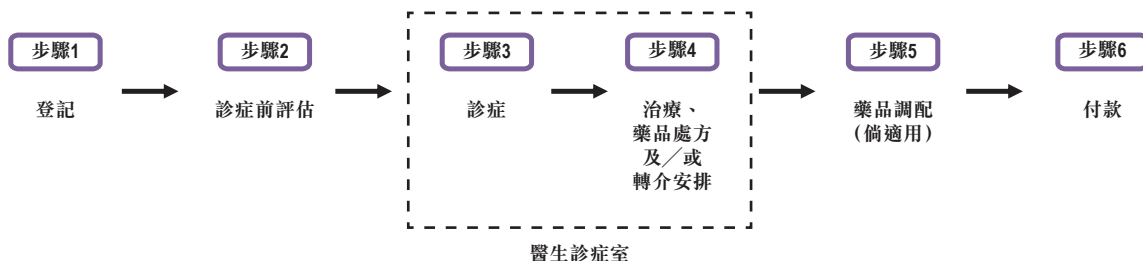 步驟1
步驟2
步驟3
步驟4
步驟5
步驟6
登記
診症前評估
診症
治療、
藥品處方
及／或
轉介安排
藥品調配
(倘適用)
付款
醫生診症室